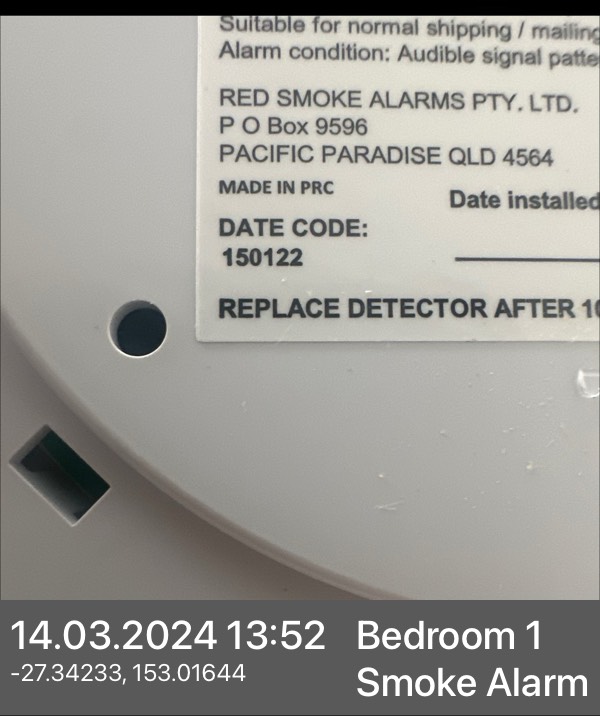 Suitable for normal shipping / mailing
Alarm condition: Audible signal patte
RED SMOKE ALARMS PTY. LTD.
P O Box 9596
PACIFIC PARADISE QLD 4564
MADE IN PRC
Date installed
DATE CODE:
150122
REPLACE DETECTOR AFTER 10
14.03.2024 13:52
-27.34233, 153.01644
Bedroom 1
Smoke Alarm